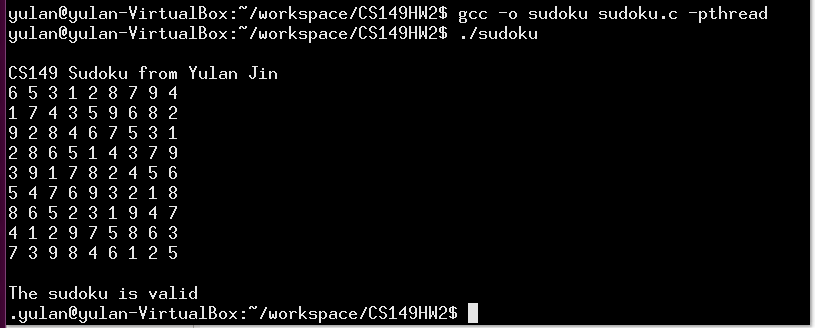 yulan@yulan-VirtualBox:~/workspace/CS149HW2$ gcc -o sudoku sudoku.c -pthread
yulan@yulan-VirtualBox:~/workspace/CS149HW2$ ./sudoku
CS149 Sudoku from Yulan Jin
6 5 3 1 2 8 7 9 4
1 7 4 3 5 9 6 8 2
9 2 8 4 6 7 5 3 1
2 8 6 5 1 4 3 7 9
3 9 1 7 8 2 4 5 6
5 4 7 6 9 3 2 1 8
8 6 5 2 3 1 9 4 7
4 1 2 9 7 5 8 6 3
7 3 9 8 4 6 1 2 5
The sudoku is valid
.yulan@yulan-VirtualBox:~/workspace/CS149HW2$